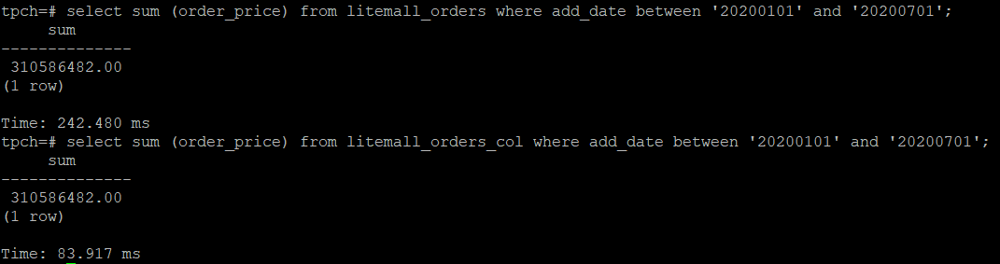 tpch=# select sum (order_price) from litemall_orders where add_date between '20200101' and '20200701';
     sum
--------------
 310586482.00
(1 row)

Time: 242.480 ms
tpch=# select sum (order_price) from litemall_orders_col where add_date between '20200101' and '20200701';
     sum
--------------
 310586482.00
(1 row)

Time: 83.917 ms